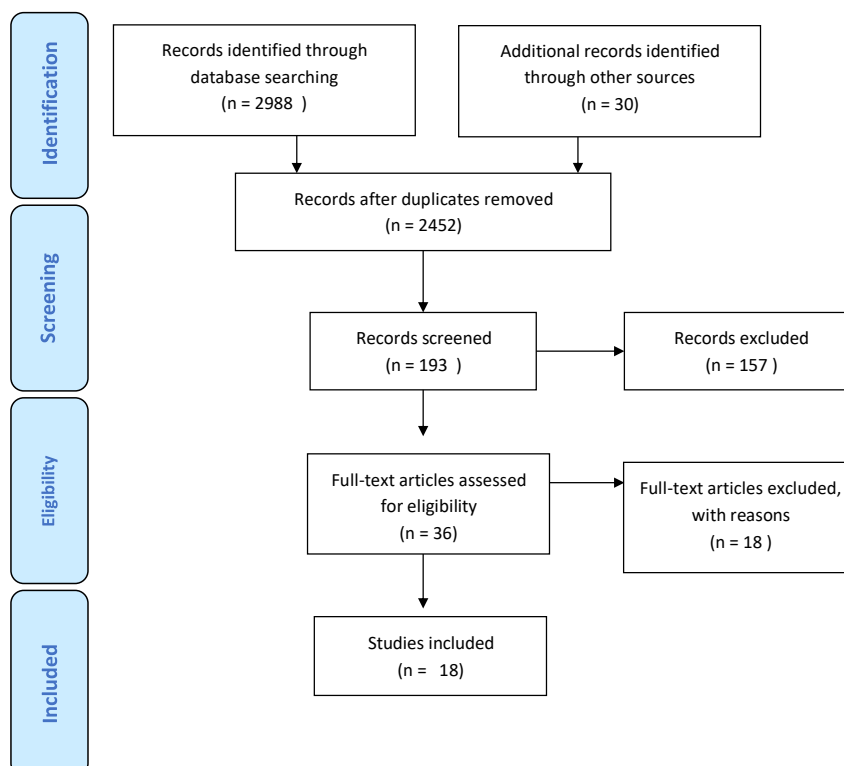 Identification
Records identified through
database searching
(n = 2988  )
Additional records identified
through other sources
(n = 30)
Records after duplicates removed
(n = 2452)
Screening
Records screened
(n = 193  )
Records excluded
(n = 157 )
Eligibility
Full-text articles assessed
for eligibility
(n = 36)
Full-text articles excluded,
with reasons
(n = 18 )
Included
Studies included
(n =   18)